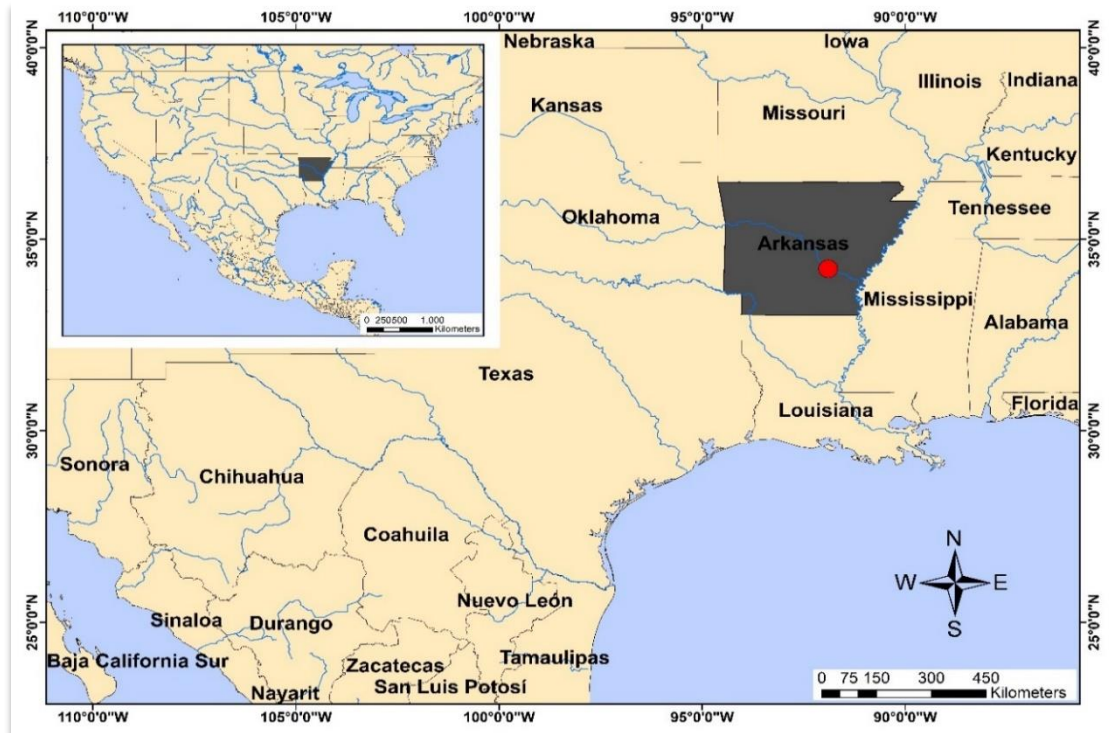 110°0'0"W 105°0'0"W 100°0'0"W 95°0'0"W 90°0'0"W
40°0'0"N
40°0'0"N
Nebraska
Iowa
Illinois
Indiana
Kansas
Missouri
Kentucky
Oklahoma
Tennessee
35°0'0"N
Arkansas
35°0'0"N
Mississippi
Alabama
0 250500 1.000
Kilometers
Texas
Louisiana
Florida
30°0'0"N
30°0'0"N
Sonora
Chihuahua
Coahuila
Nuevo León
N
W E
S
25°0'0"N
Sinaloa
Durango
25°0'0"N
Baja California Sur
Zacatecas
Tamaulipas
San Luis Potosí
Nayarit
0 75 150 300 450
Kilometers
110°0'0"W 105°0'0"W 100°0'0"W 95°0'0"W 90°0'0"W